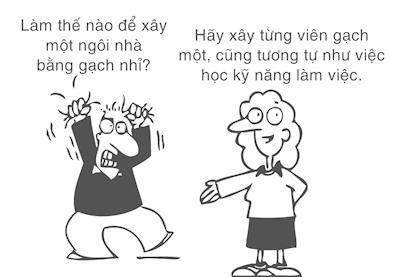 Làm thế nào để xây
một ngôi nhà
bằng gạch nhỉ?
Hãy xây từng viên gạch
một, cũng tương tự như việc
học kỹ năng làm việc.